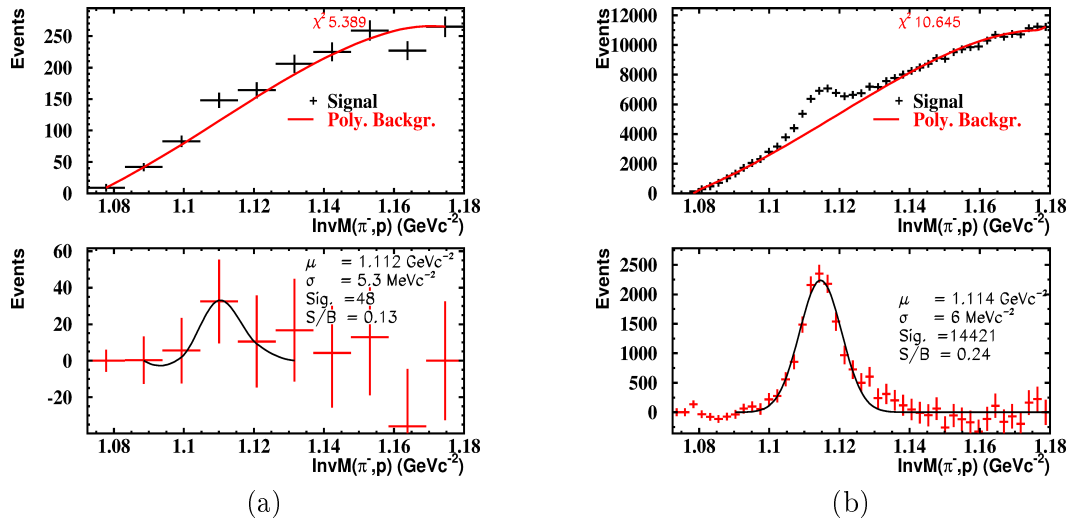 Events
χ² 5.389
250
200
150
100
50
0
+ Signal
— Poly. Backgr.
1.08 1.1 1.12 1.14 1.16 1.18
InvM(π⁻,p) (GeVc⁻²)
Events
60
40
20
0
-20
μ = 1.112 GeVc⁻²
σ = 5.3 MeVc⁻²
Sig. =48
S/B = 0.13
1.08 1.1 1.12 1.14 1.16 1.18
InvM(π⁻,p) (GeVc⁻²)
(a)
Events
χ² 10.645
12000
10000
8000
6000
4000
2000
0
+ Signal
— Poly. Backgr.
1.08 1.1 1.12 1.14 1.16 1.18
InvM(π⁻,p) (GeVc⁻²)
Events
2500
2000
1500
1000
500
0
μ = 1.114 GeVc⁻²
σ = 6 MeVc⁻²
Sig. =14421
S/B = 0.24
1.08 1.1 1.12 1.14 1.16 1.18
InvM(π⁻,p) (GeVc⁻²)
(b)